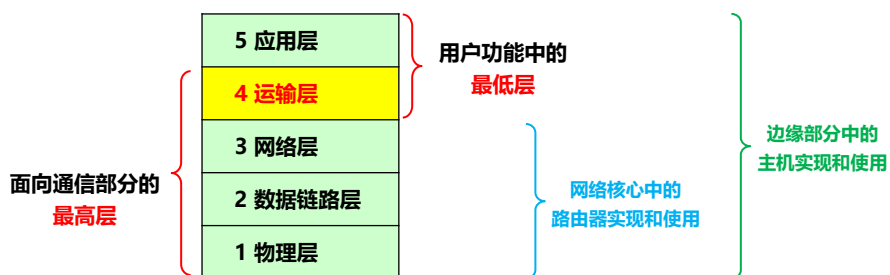 5 应用层
4 运输层
3 网络层
2 数据链路层
1 物理层
面向通信部分的
最高层
用户功能中的
最低层
网络核心中的
路由器实现和使用
边缘部分中的
主机实现和使用